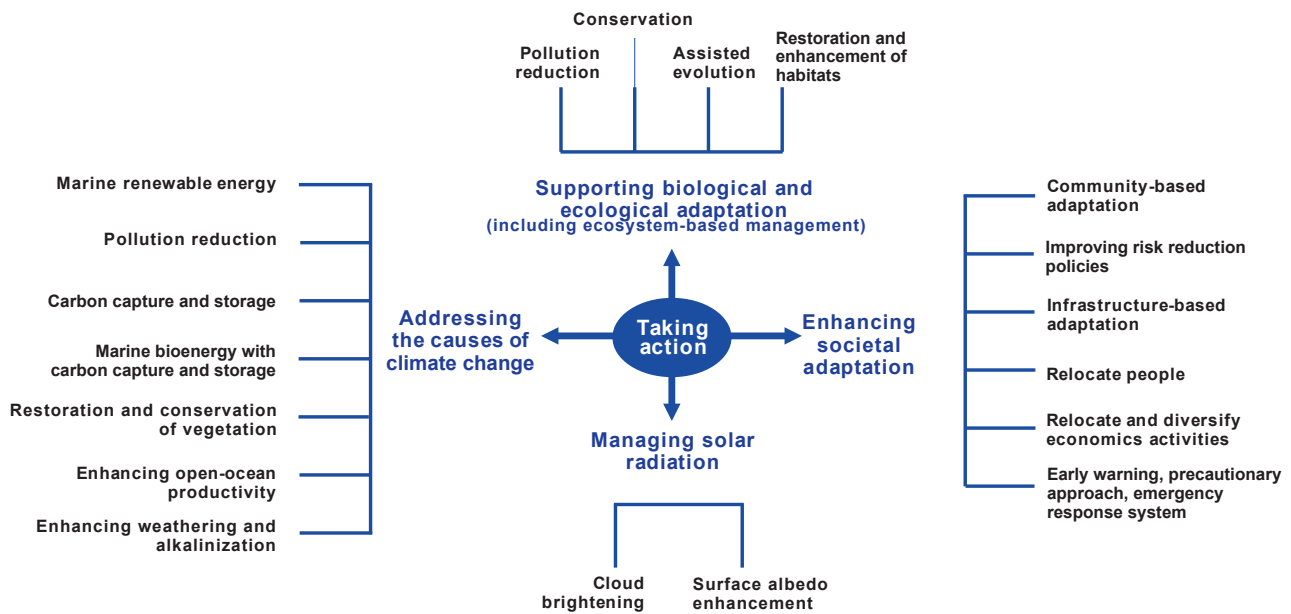 Conservation
Pollution
reduction
Assisted
evolution
Restoration and
enhancement of
habitats
Supporting biological and
ecological adaptation
(including ecosystem-based management)
Marine renewable energy
Pollution reduction
Carbon capture and storage
Marine bioenergy with
carbon capture and storage
Restoration and conservation
of vegetation
Enhancing open-ocean
productivity
Enhancing weathering and
alkalinization
Addressing
the causes of
climate change
Taking
action
Enhancing
societal
adaptation
Community-based
adaptation
Improving risk reduction
policies
Infrastructure-based
adaptation
Relocate people
Relocate and diversify
economics activities
Early warning, precautionary
approach, emergency
response system
Managing solar
radiation
Cloud
brightening
Surface albedo
enhancement